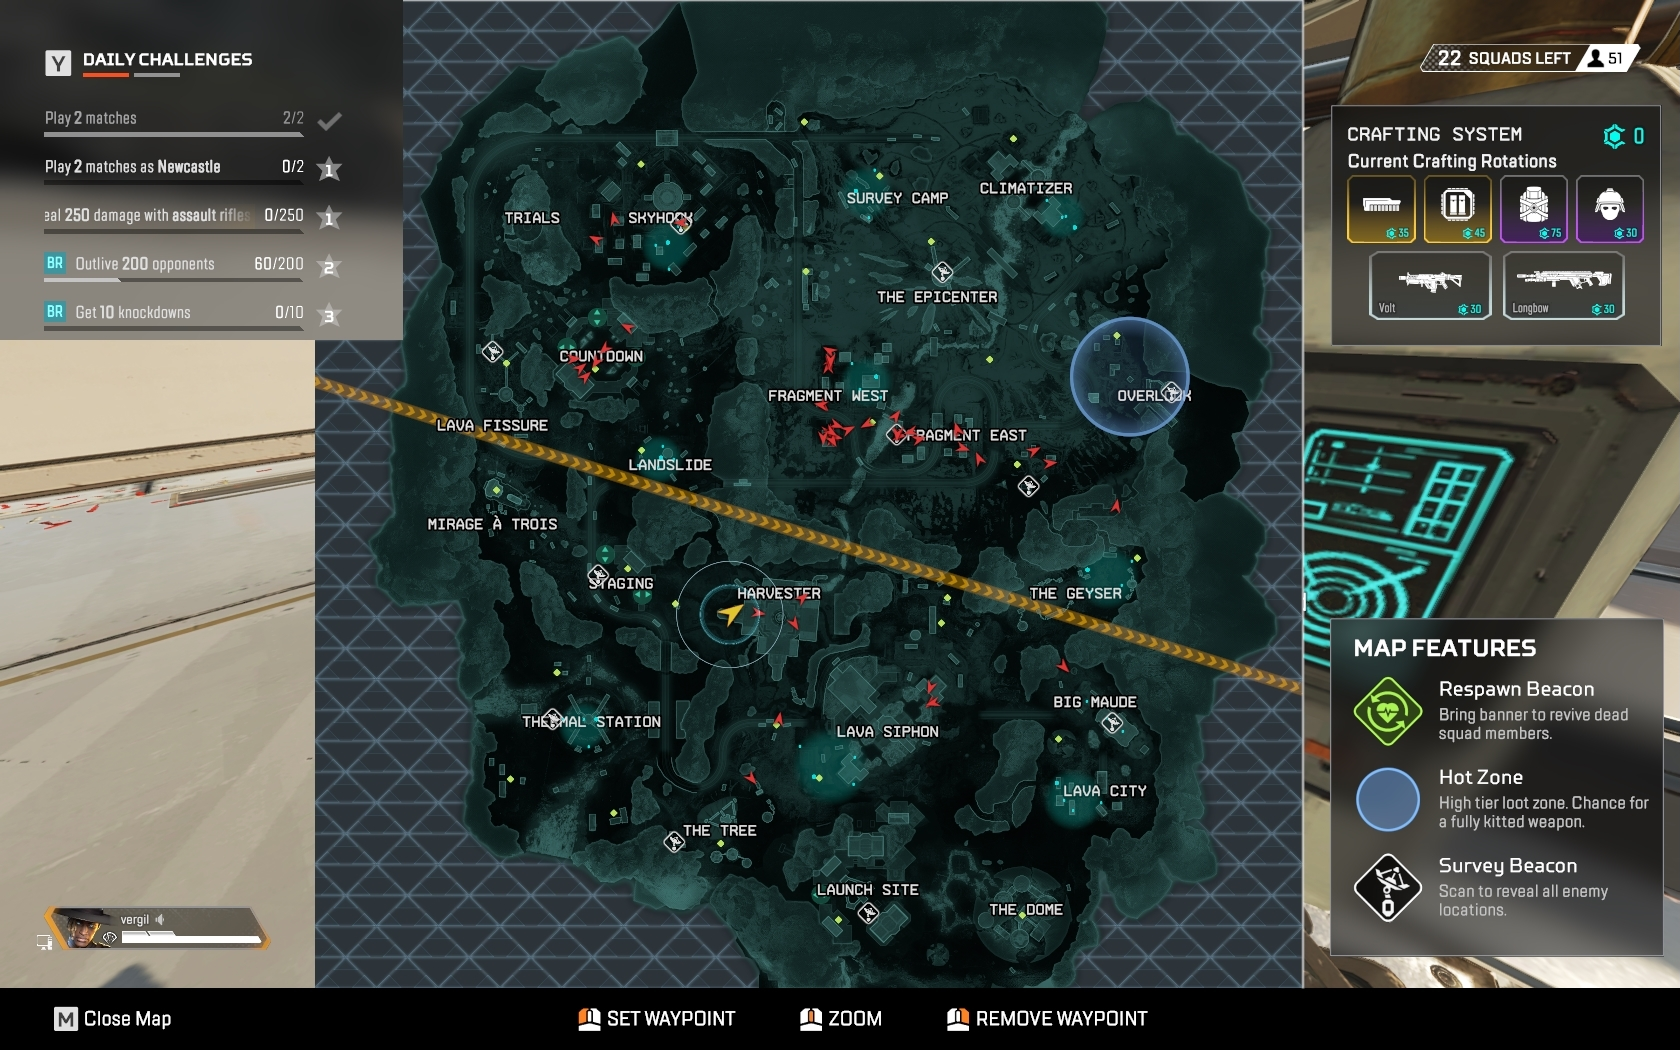 Y DAILY CHALLENGES
Play 2 matches 2/2
Play 2 matches as Newcastle 0/2 1
eal 250 damage with assault rifles 0/250 1
BR Outlive 200 opponents 60/200 2
BR Get 10 knockdowns 0/10 3
22 SQUADS LEFT 51
CRAFTING SYSTEM 0
Current Crafting Rotations
35 45 75 30
Volt 30 Longbow 30
SURVEY CAMP
CLIMATIZER
TRIALS
SKYHOOK
THE EPICENTER
COUNTDOWN
FRAGMENT WEST
OVERLOOK
LAVA FISSURE
FRAGMENT EAST
LANDSLIDE
MIRAGE À TROIS
STAGING
HARVESTER
THE GEYSER
BIG MAUDE
THERMAL STATION
LAVA SIPHON
LAVA CITY
THE TREE
LAUNCH SITE
THE DOME
MAP FEATURES
Respawn Beacon
Bring banner to revive dead
squad members.
Hot Zone
High tier loot zone. Chance for
a fully kitted weapon.
Survey Beacon
Scan to reveal all enemy
locations.
vergil
M Close Map
SET WAYPOINT
ZOOM
REMOVE WAYPOINT